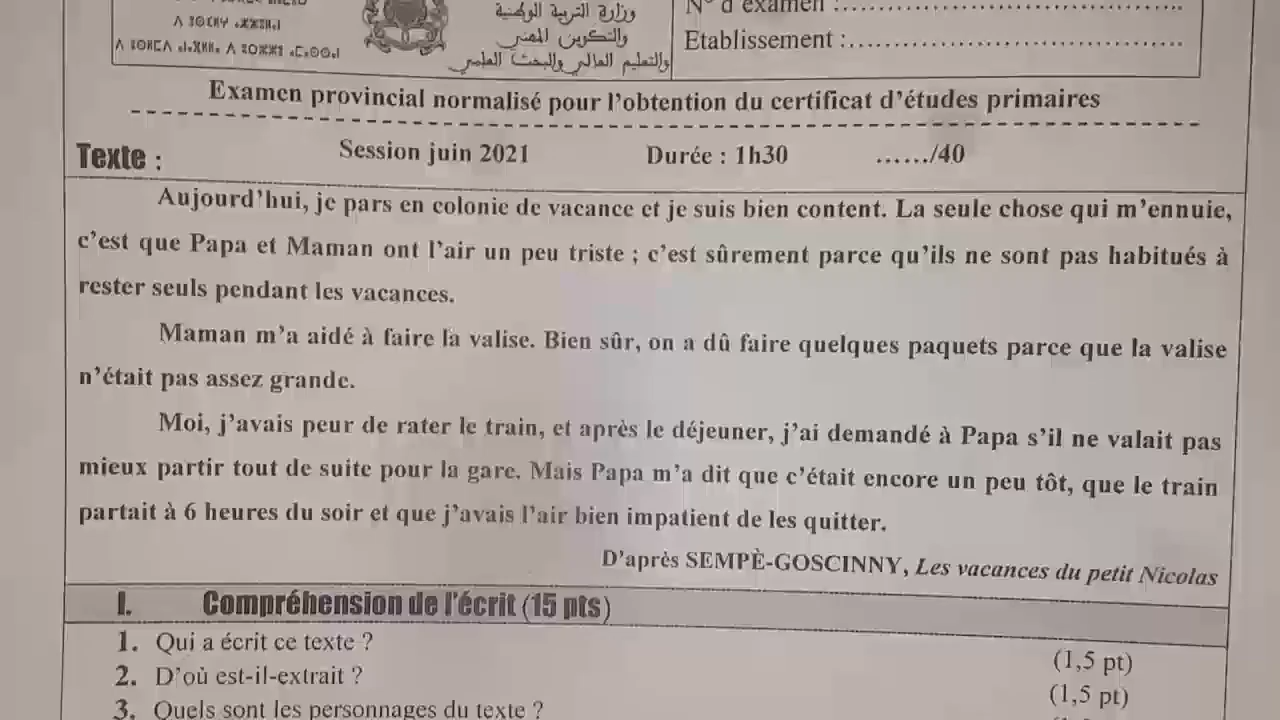 ⴷ ⵓⵙⵎⵓⵜⵜⴳ ⴰⵣⵣⵓⵍⴰⵏ
وزارة التربية الوطنية
والتكوين المهني
والتعليم العالي والبحث العلمي
N° d'examen :
Etablissement :
Examen provincial normalisé pour l'obtention du certificat d'études primaires
Texte : Session juin 2021 Durée : 1h30 ....../40
Aujourd'hui, je pars en colonie de vacance et je suis bien content. La seule chose qui m'ennuie,
c'est que Papa et Maman ont l'air un peu triste ; c'est sûrement parce qu'ils ne sont pas habitués à
rester seuls pendant les vacances.
Maman m'a aidé à faire la valise. Bien sûr, on a dû faire quelques paquets parce que la valise
n'était pas assez grande.
Moi, j'avais peur de rater le train, et après le déjeuner, j'ai demandé à Papa s'il ne valait pas
mieux partir tout de suite pour la gare. Mais Papa m'a dit que c'était encore un peu tôt, que le train
partait à 6 heures du soir et que j'avais l'air bien impatient de les quitter.
D'après SEMPÈ-GOSCINNY, Les vacances du petit Nicolas
I. Compréhension de l'écrit (15 pts)
1. Qui a écrit ce texte ? (1,5 pt)
2. D'où est-il-extrait ? (1,5 pt)
3. Quels sont les personnages du texte ?